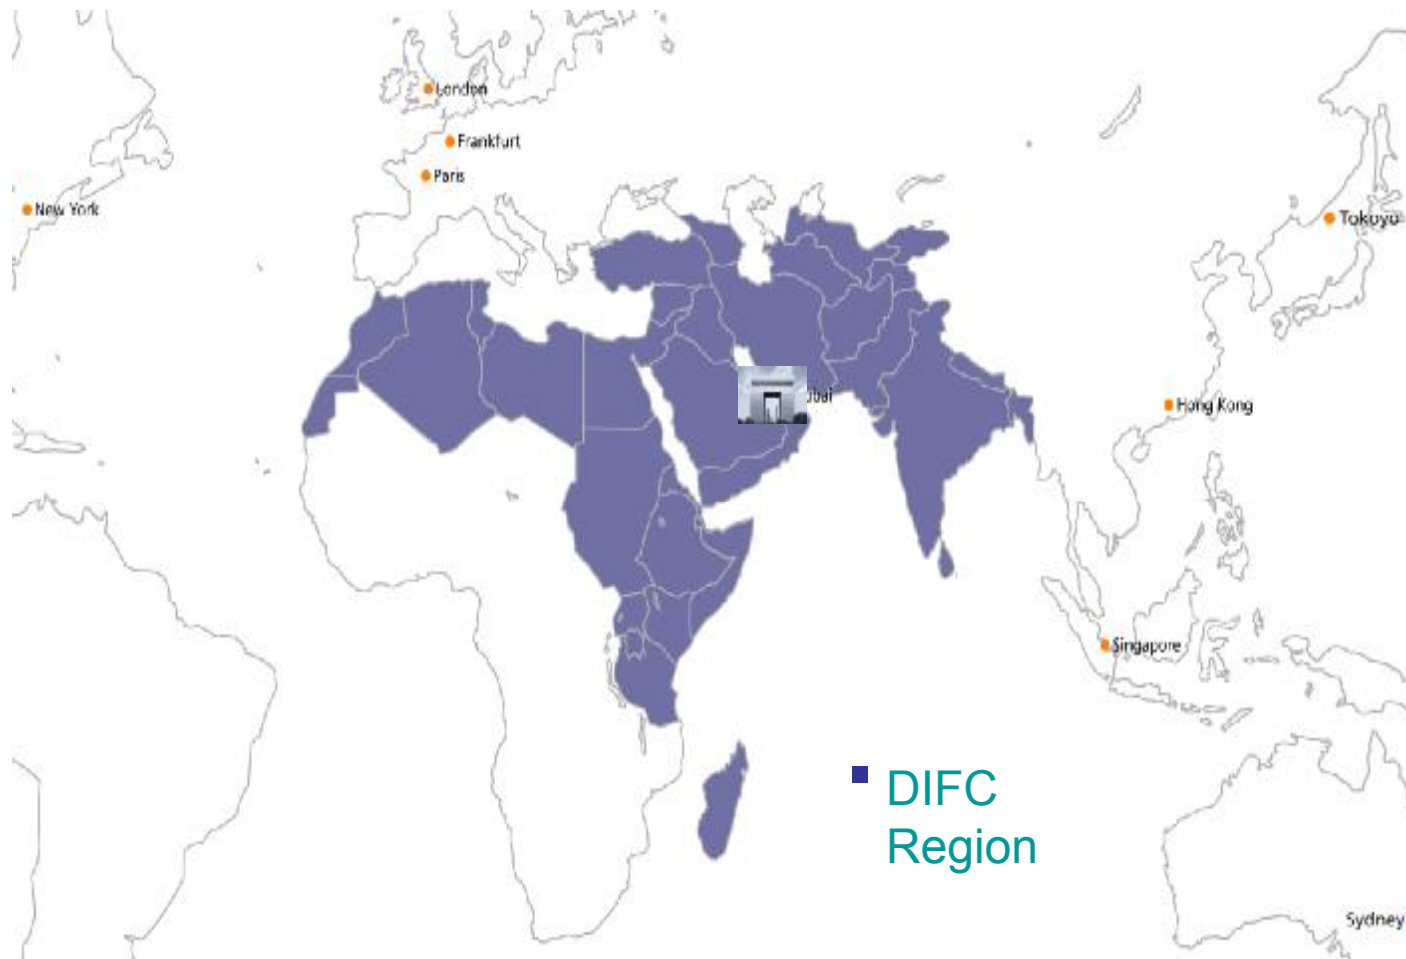 London
Frankfurt
Paris
New York
Tokoyo
Hong Kong
Singapore
DIFC
Region
Sydney